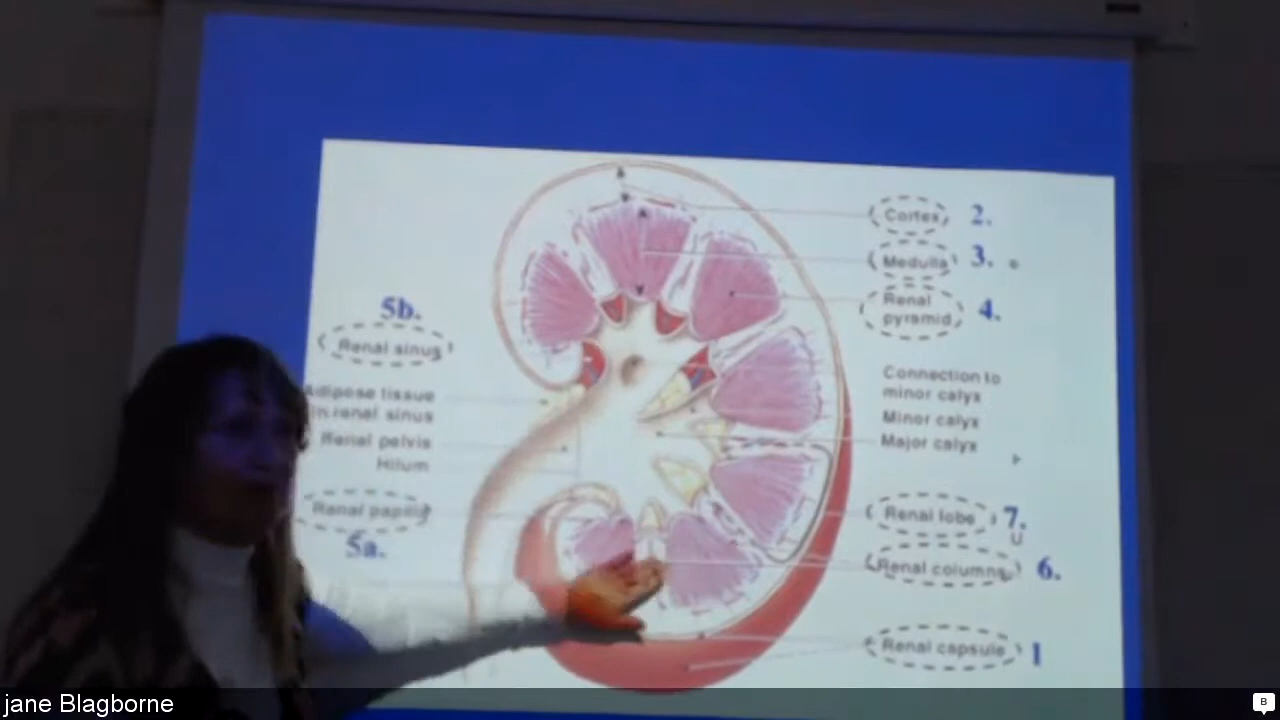 Cortex 2.
Medulla 3.
Renal
pyramid 4.
5b.
Renal sinus
Adipose tissue
in renal sinus
Renal pelvis
Hilum
Renal papilla
5a.
Connection to
minor calyx
Minor calyx
Major calyx
Renal lobe 7.
Renal columns 6.
Renal capsule 1
jane Blagborne
B